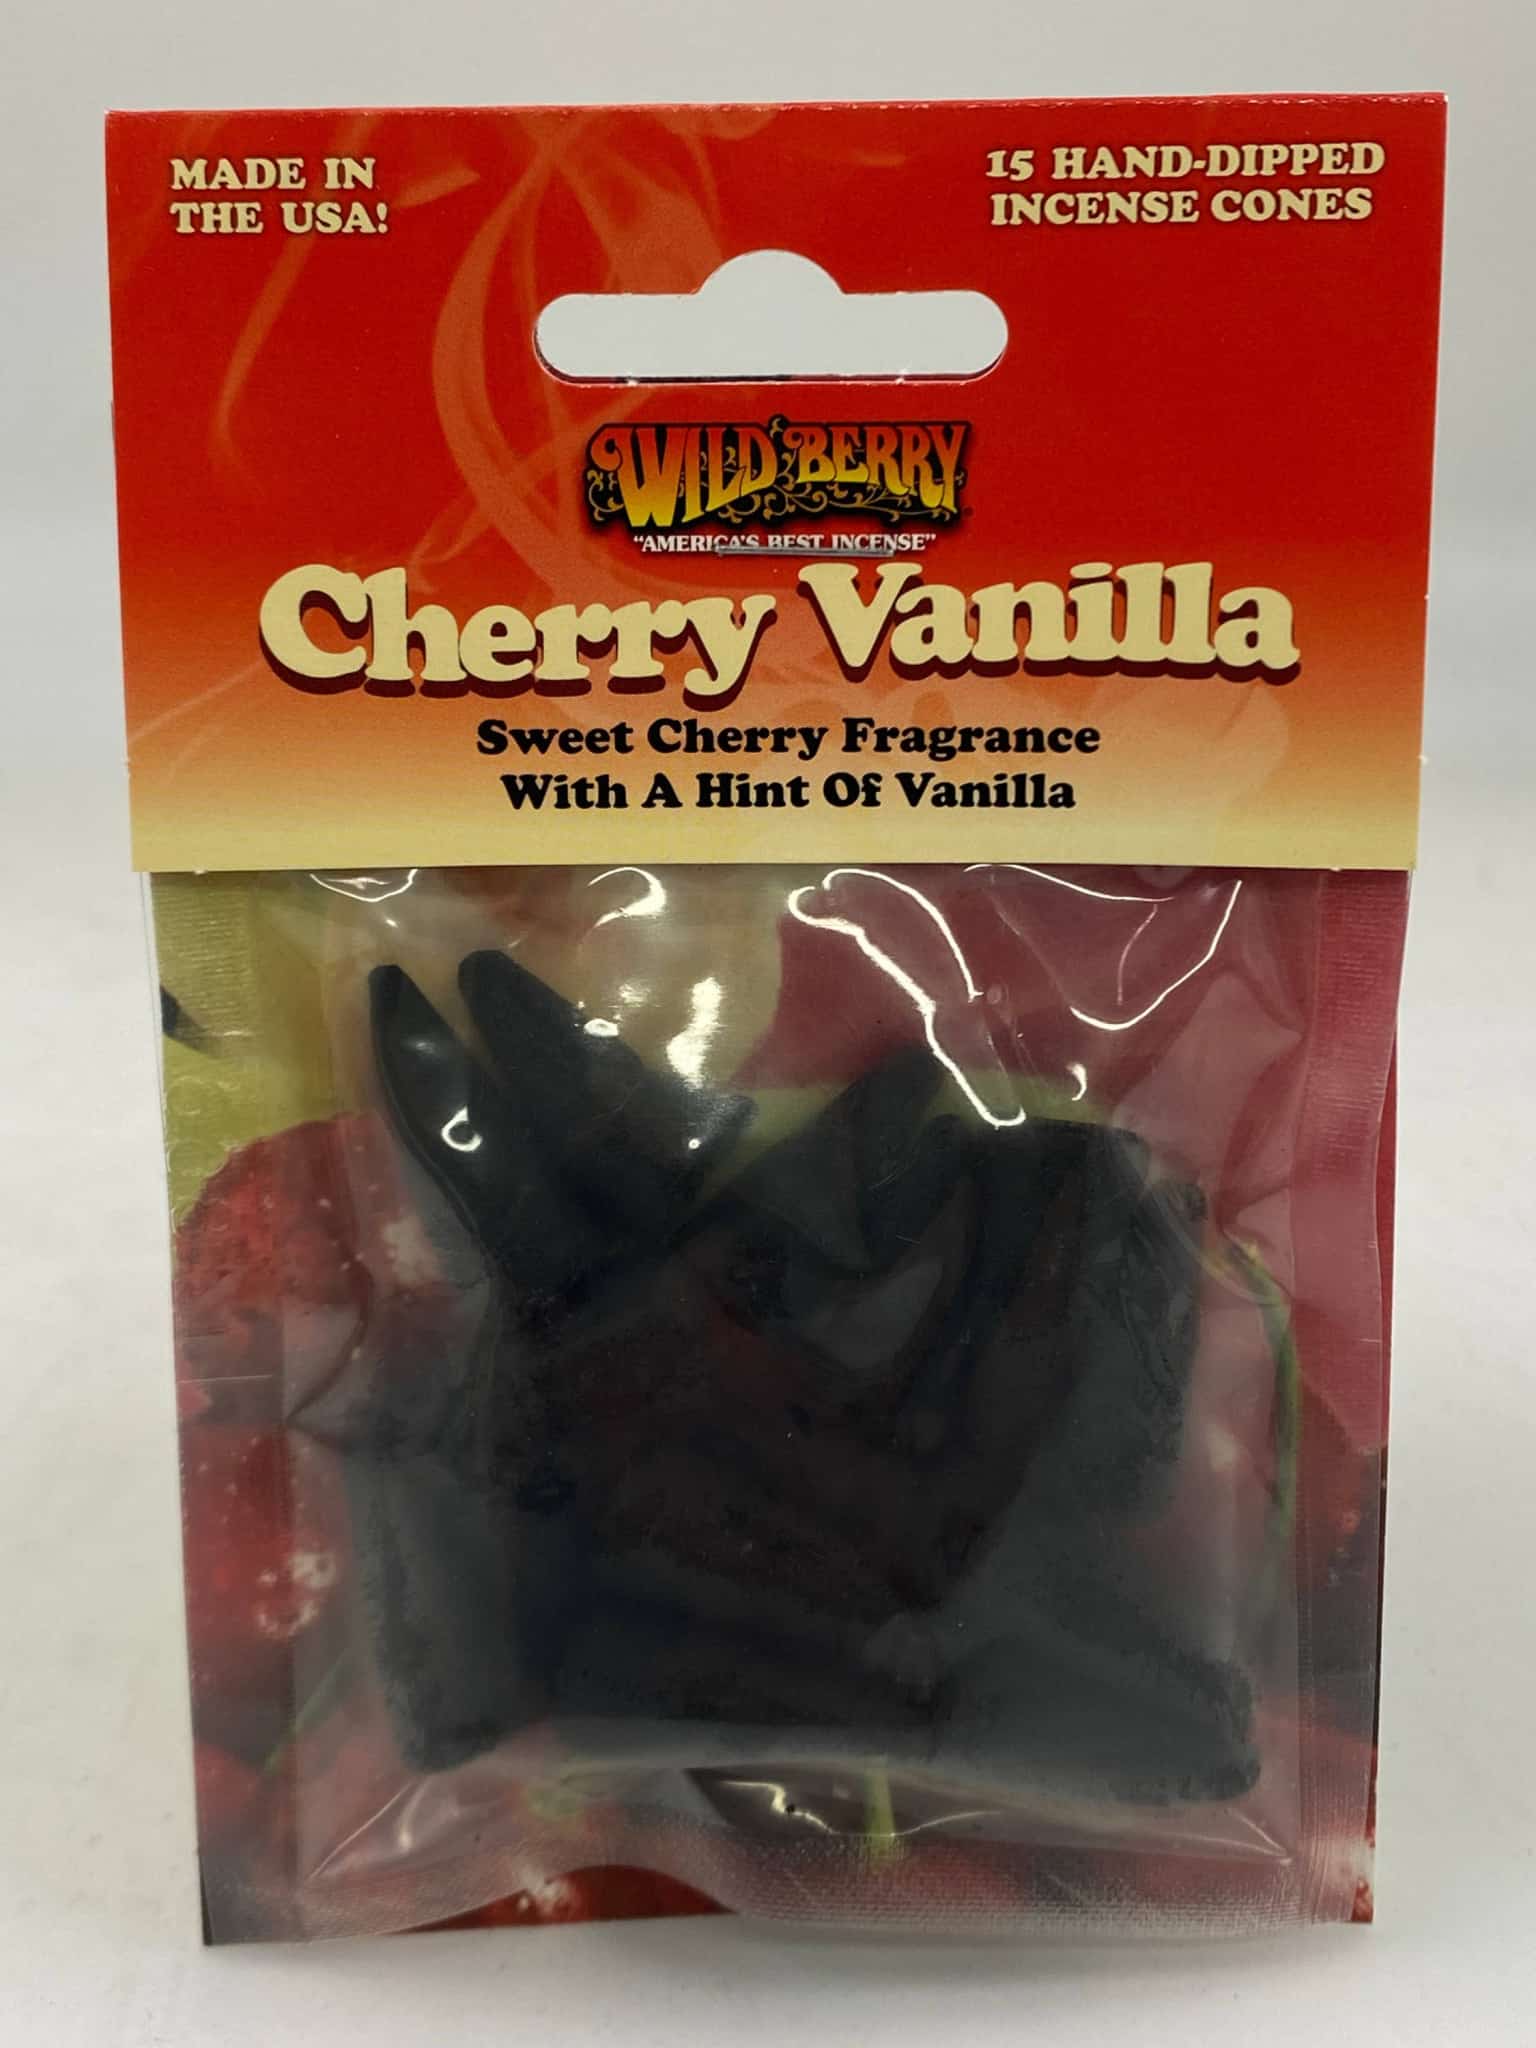 MADE IN
THE USA!
15 HAND-DIPPED
INCENSE CONES
WILD BERRY
"AMERICA'S BEST INCENSE"
Cherry Vanilla
Sweet Cherry Fragrance
With A Hint Of Vanilla